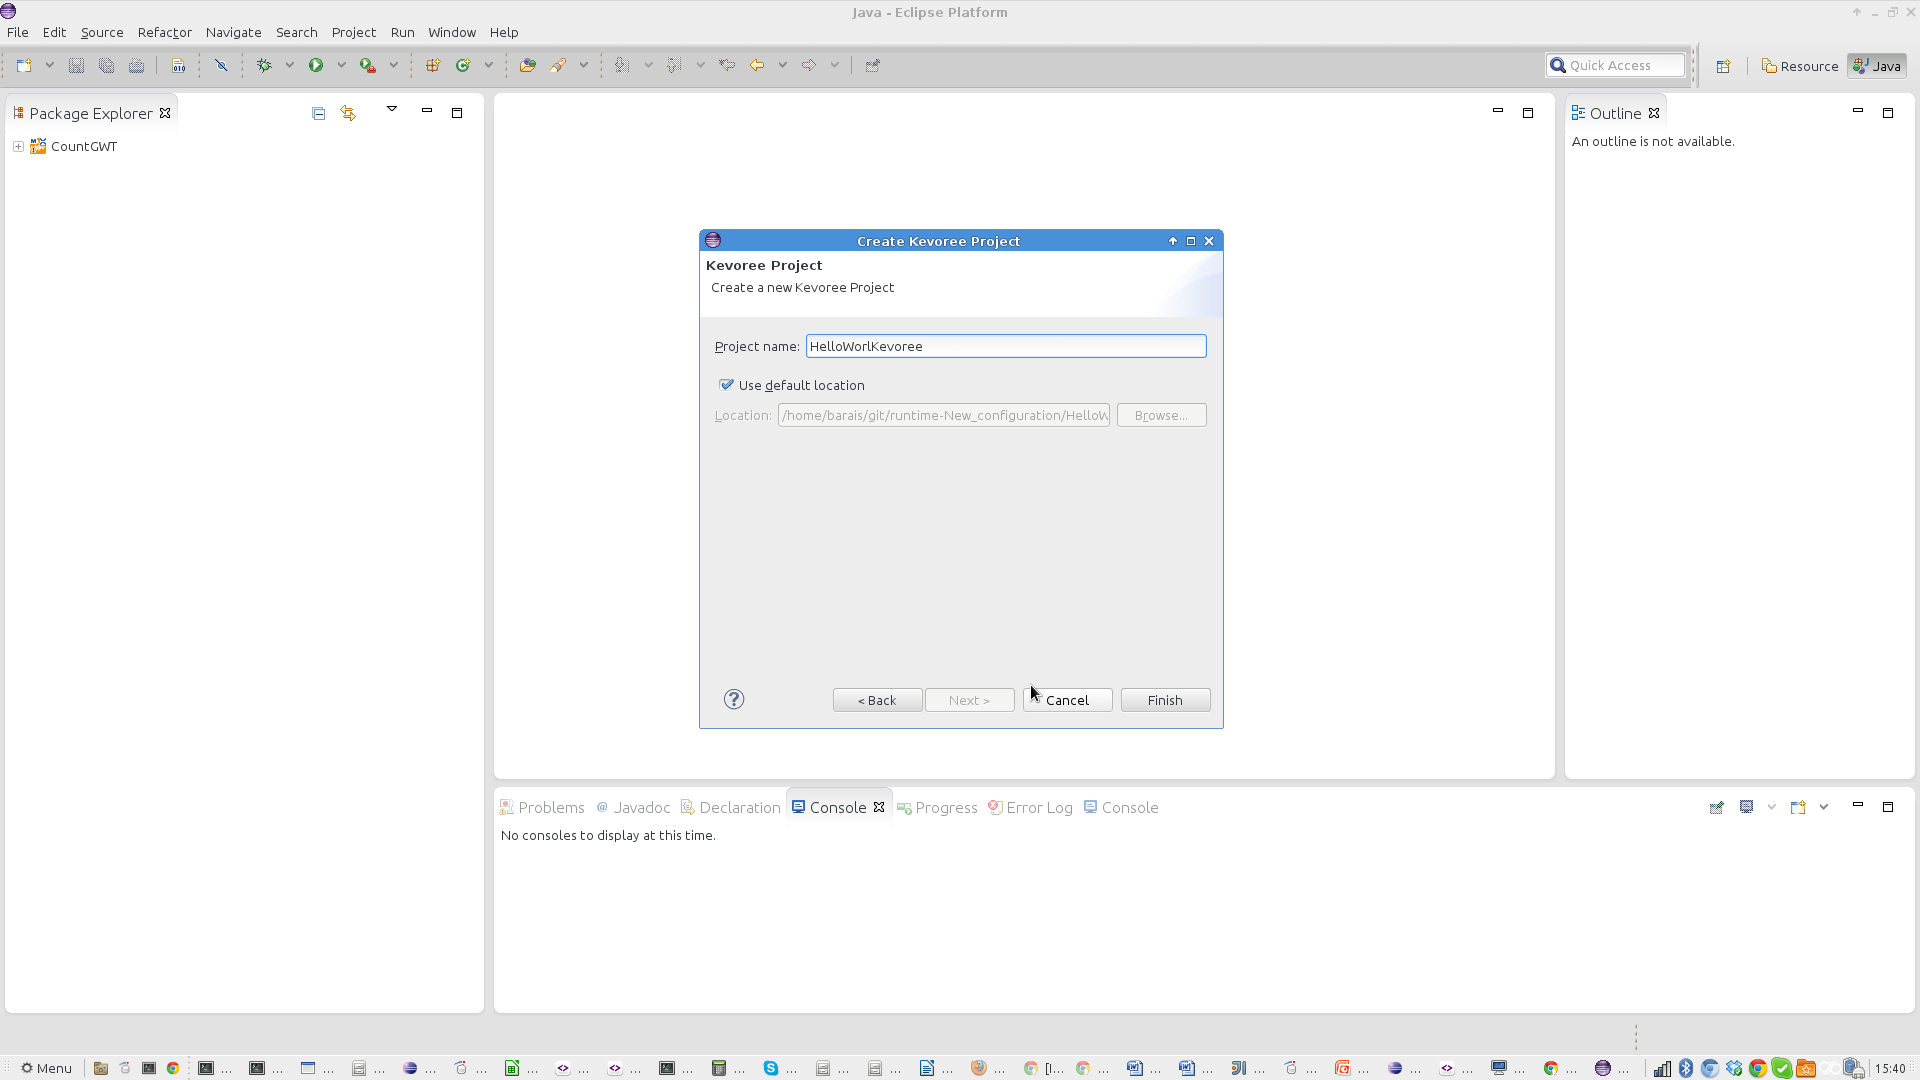 Java - Eclipse Platform
File Edit Source Refactor Navigate Search Project Run Window Help
Quick Access
Resource
Java
Package Explorer
CountGWT
Outline
An outline is not available.
Create Kevoree Project
Kevoree Project
Create a new Kevoree Project
Project name: HelloWorlKevoree
Use default location
Location: /home/barais/git/runtime-New_configuration/HelloW
Browse...
< Back
Next >
Cancel
Finish
Problems @ Javadoc Declaration Console Progress Error Log Console
No consoles to display at this time.
Menu ... ... ... ... ... ... ... ... ... ... ... ... ... ... ... ... [... ... ... ... ... ... ... ... ... ... ... ... 15:40